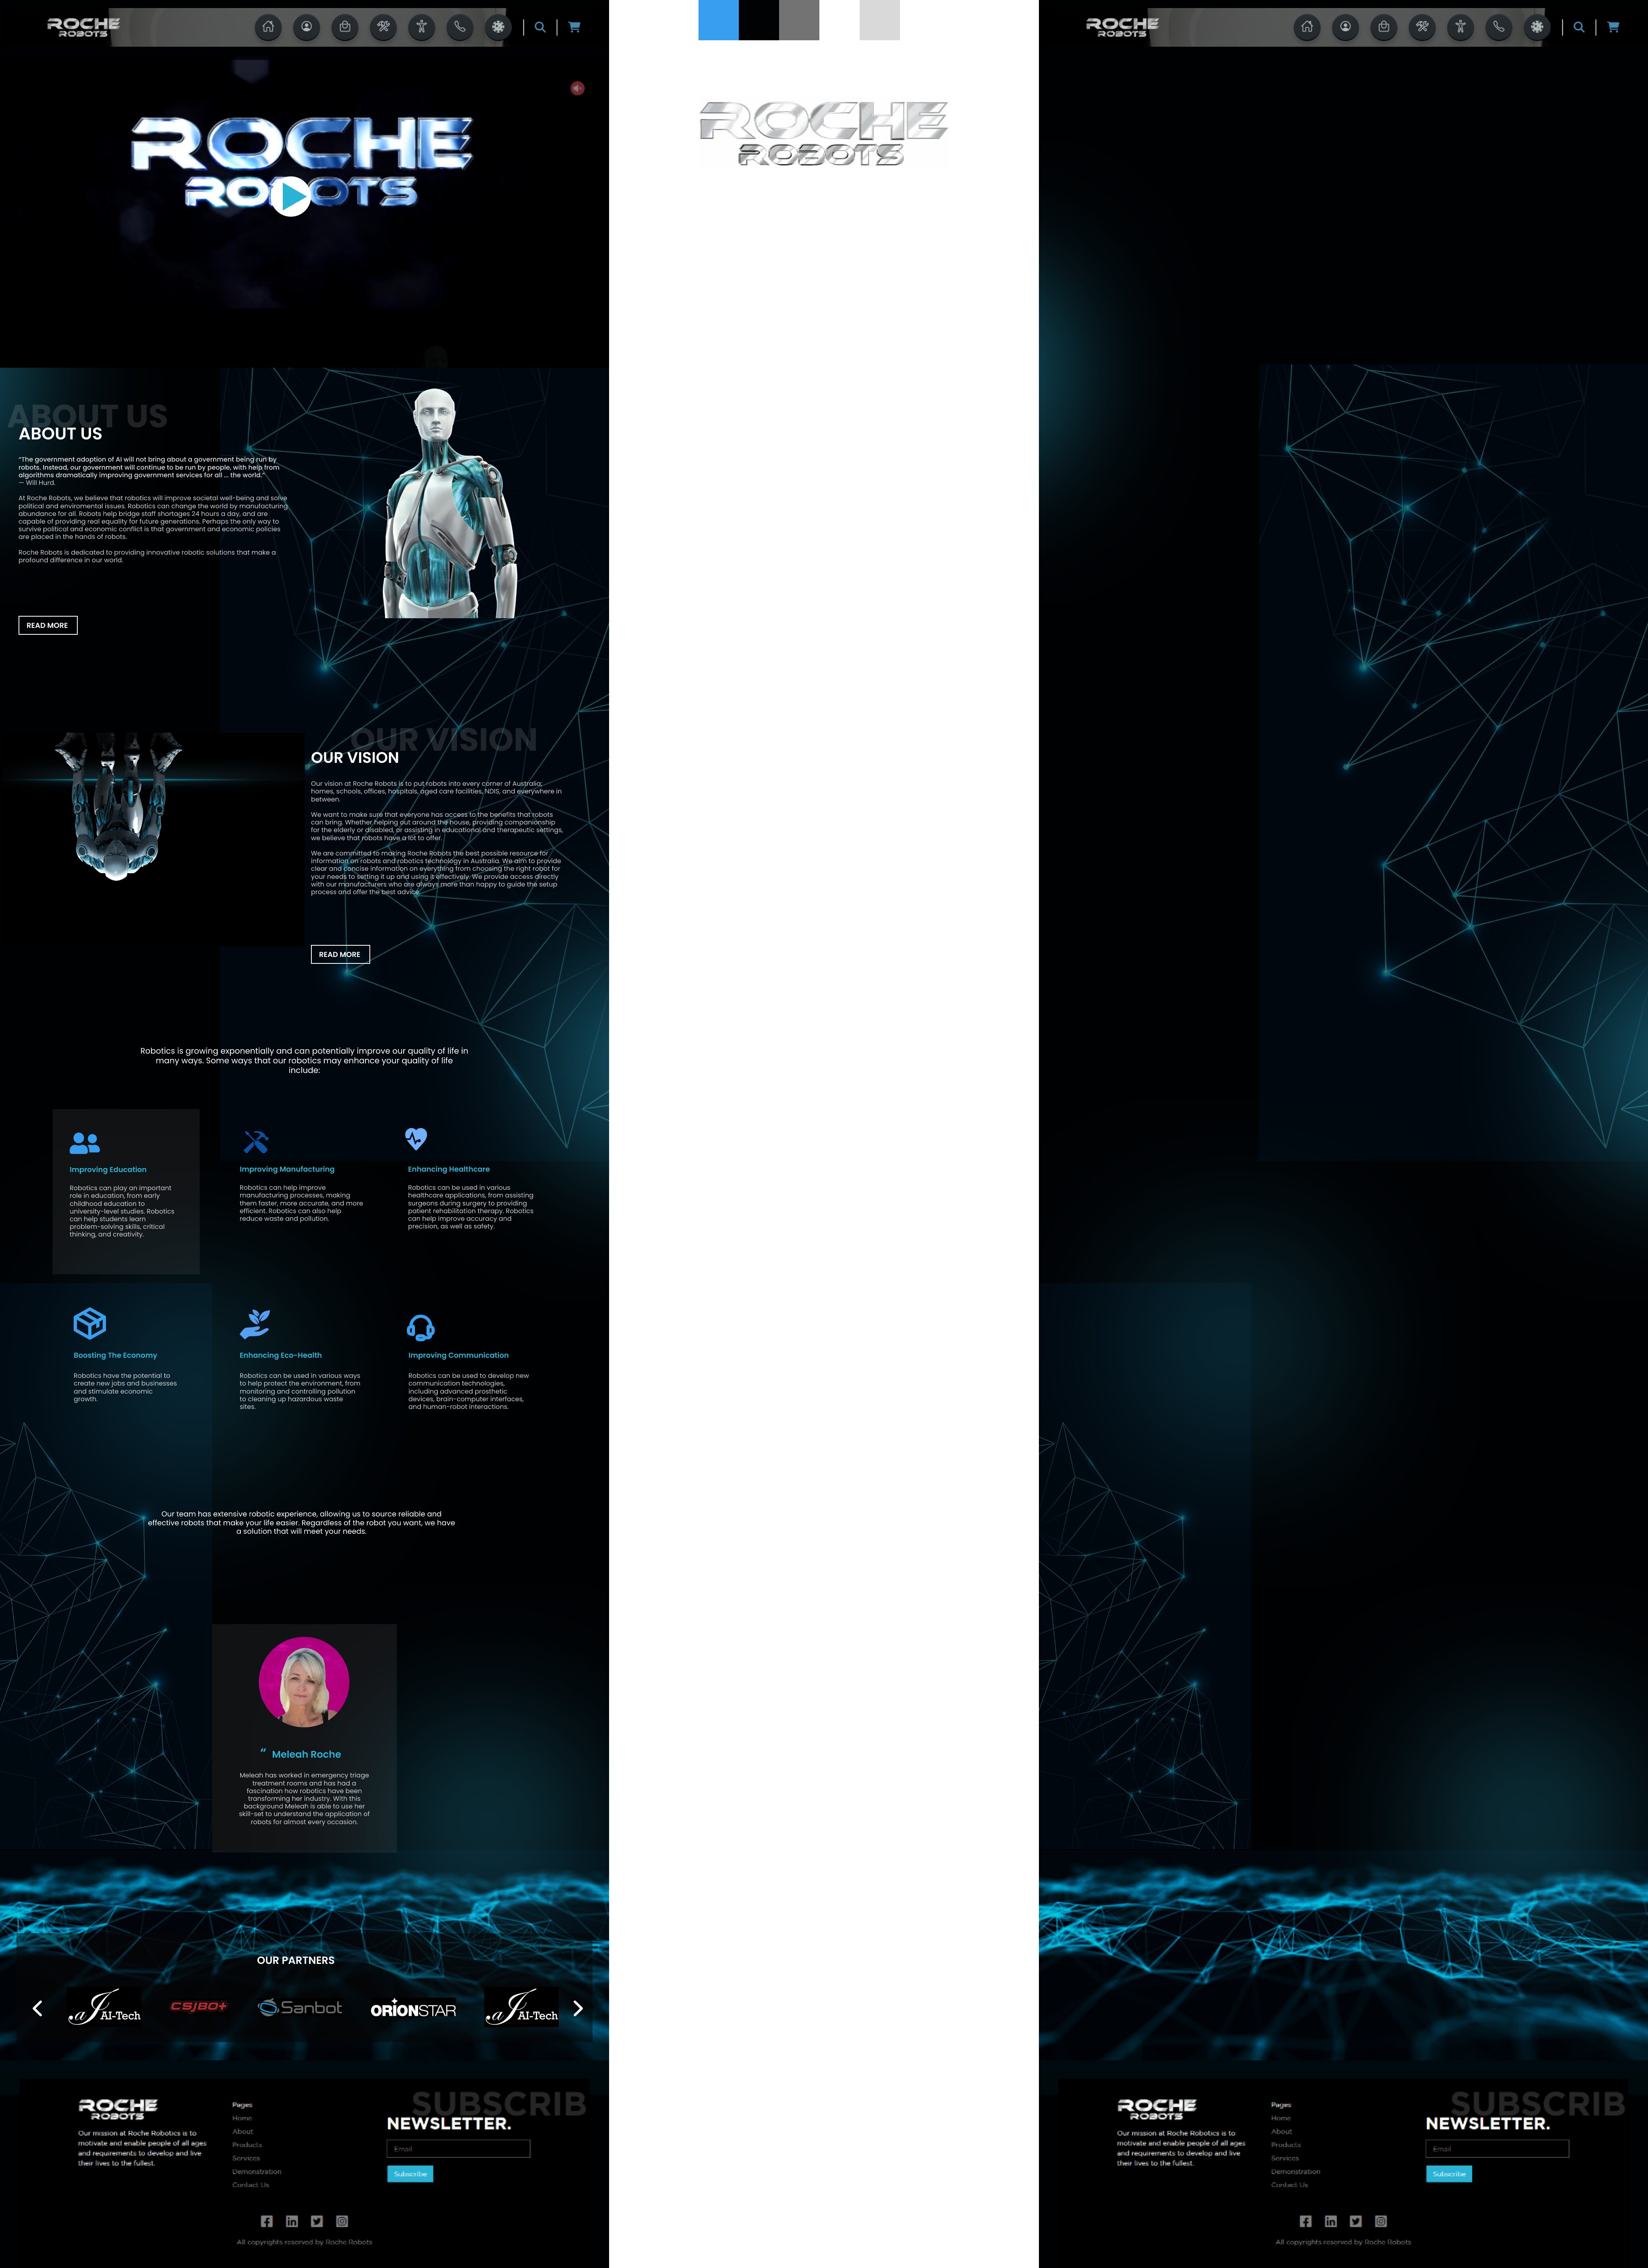 ROCHE
ROBOTS
ROCHE
ROBOTS
ABOUT US
ABOUT US
“The government adoption of AI will not bring about a government being run by
robots. Instead, our government will continue to be run by people, with help from
algorithms dramatically improving government services for all ... the world.”
— Will Hurd.
At Roche Robots, we believe that robotics will improve societal well-being and solve
political and enviromental issues. Robotics can change the world by manufacturing
abundance for all. Robots help bridge staff shortages 24 hours a day, and are
capable of providing real equality for future generations. Perhaps the only way to
survive political and economic conflict is that government and economic policies
are placed in the hands of robots.
Roche Robots is dedicated to providing innovative robotic solutions that make a
profound difference in our world.
READ MORE
OUR VISION
OUR VISION
Our vision at Roche Robots is to put robots into every corner of Australia;
homes, schools, offices, hospitals, aged care facilities, NDIS, and everywhere in
between.
We want to make sure that everyone has access to the benefits that robots
can bring. Whether helping out around the house, providing companionship
for the elderly or disabled, or assisting in educational and therapeutic settings,
we believe that robots have a lot to offer.
We are committed to making Roche Robots the best possible resource for
information on robots and robotics technology in Australia. We aim to provide
clear and concise information on everything from choosing the right robot for
your needs to setting it up and using it effectively. We provide access directly
with our manufacturers who are always more than happy to guide the setup
process and offer the best advice.
READ MORE
Robotics is growing exponentially and can potentially improve our quality of life in
many ways. Some ways that our robotics may enhance your quality of life
include:
Improving Education
Robotics can play an important
role in education, from early
childhood education to
university-level studies. Robotics
can help students learn
problem-solving skills, critical
thinking, and creativity.
Improving Manufacturing
Robotics can help improve
manufacturing processes, making
them faster, more accurate, and more
efficient. Robotics can also help
reduce waste and pollution.
Enhancing Healthcare
Robotics can be used in various
healthcare applications, from assisting
surgeons during surgery to providing
patient rehabilitation therapy. Robotics
can help improve accuracy and
precision, as well as safety.
Boosting The Economy
Robotics have the potential to
create new jobs and businesses
and stimulate economic
growth.
Enhancing Eco-Health
Robotics can be used in various ways
to help protect the environment, from
monitoring and controlling pollution
to cleaning up hazardous waste
sites.
Improving Communication
Robotics can be used to develop new
communication technologies,
including advanced prosthetic
devices, brain-computer interfaces,
and human-robot interactions.
Our team has extensive robotic experience, allowing us to source reliable and
effective robots that make your life easier. Regardless of the robot you want, we have
a solution that will meet your needs.
“ Meleah Roche
Meleah has worked in emergency triage
treatment rooms and has had a
fascination how robotics have been
transforming her industry. With this
background Meleah is able to use her
skill-set to understand the application of
robots for almost every occasion.
OUR PARTNERS
.aJ AI-Tech
CSJBOT
Sanbot
ORIONSTAR
.aJ AI-Tech
ROCHE
ROBOTS
Our mission at Roche Robotics is to
motivate and enable people of all ages
and requirements to develop and live
their lives to the fullest.
Pages
Home
About
Products
Services
Demonstration
Contact Us
SUBSCRIB
NEWSLETTER.
Email
Subscribe
All copyrights reserved by Roche Robots
ROCHE
ROBOTS
ROCHE
ROBOTS
ROCHE
ROBOTS
Our mission at Roche Robotics is to
motivate and enable people of all ages
and requirements to develop and live
their lives to the fullest.
Pages
Home
About
Products
Services
Demonstration
Contact Us
SUBSCRIB
NEWSLETTER.
Email
Subscribe
All copyrights reserved by Roche Robots